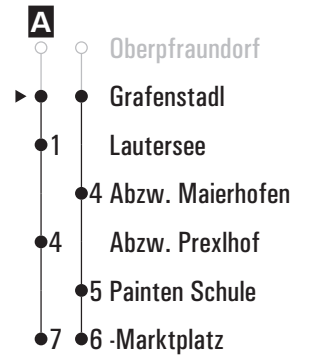 A
Oberpfraundorf
Grafenstadl
1 Lautersee
4 Abzw. Maierhofen
4 Abzw. Prexlhof
5 Painten Schule
7 6 -Marktplatz